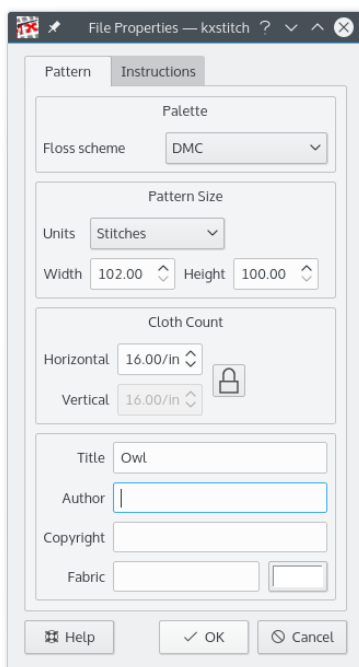 File Properties — kxstitch
Pattern Instructions
Palette
Floss scheme DMC
Pattern Size
Units Stitches
Width 102.00 Height 100.00
Cloth Count
Horizontal 16.00/in
Vertical 16.00/in
Title Owl
Author
Copyright
Fabric
Help OK Cancel